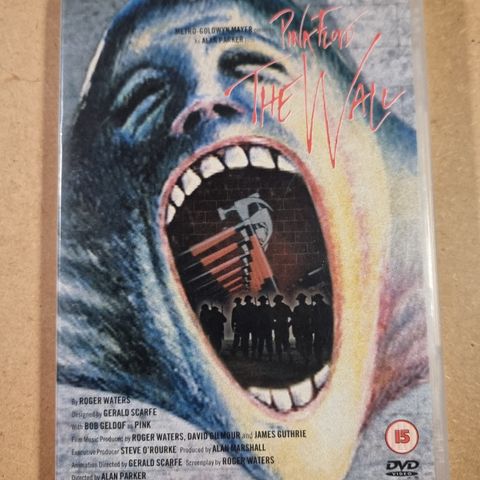 METRO-GOLDWYN MAYER
ALAN PARKER
PINK FLOYD
THE WALL
By ROGER WATERS
Designed by GERALD SCARFE
With BOB GELDOF as PINK
Film Music Produced by ROGER WATERS, DAVID GILMOUR and JAMES GUTHRIE
Executive Producer STEVE O'ROURKE Produced by ALAN MARSHALL
Animation Directed by GERALD SCARFE Screenplay by ROGER WATERS
Directed by ALAN PARKER
15
DVD
VIDEO